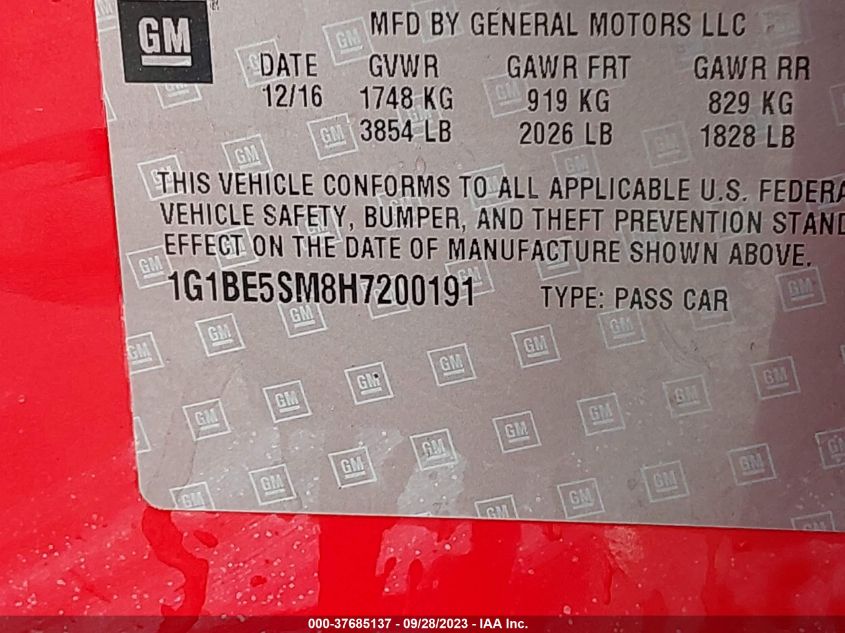 GM
MFD BY GENERAL MOTORS LLC
DATE GVWR GAWR FRT GAWR RR
12/16 1748 KG 919 KG 829 KG
3854 LB 2026 LB 1828 LB
THIS VEHICLE CONFORMS TO ALL APPLICABLE U.S. FEDERA
VEHICLE SAFETY, BUMPER, AND THEFT PREVENTION STAND
EFFECT ON THE DATE OF MANUFACTURE SHOWN ABOVE.
1G1BE5SM8H7200191 TYPE: PASS CAR
000-37685137 - 09/28/2023 - IAA Inc.